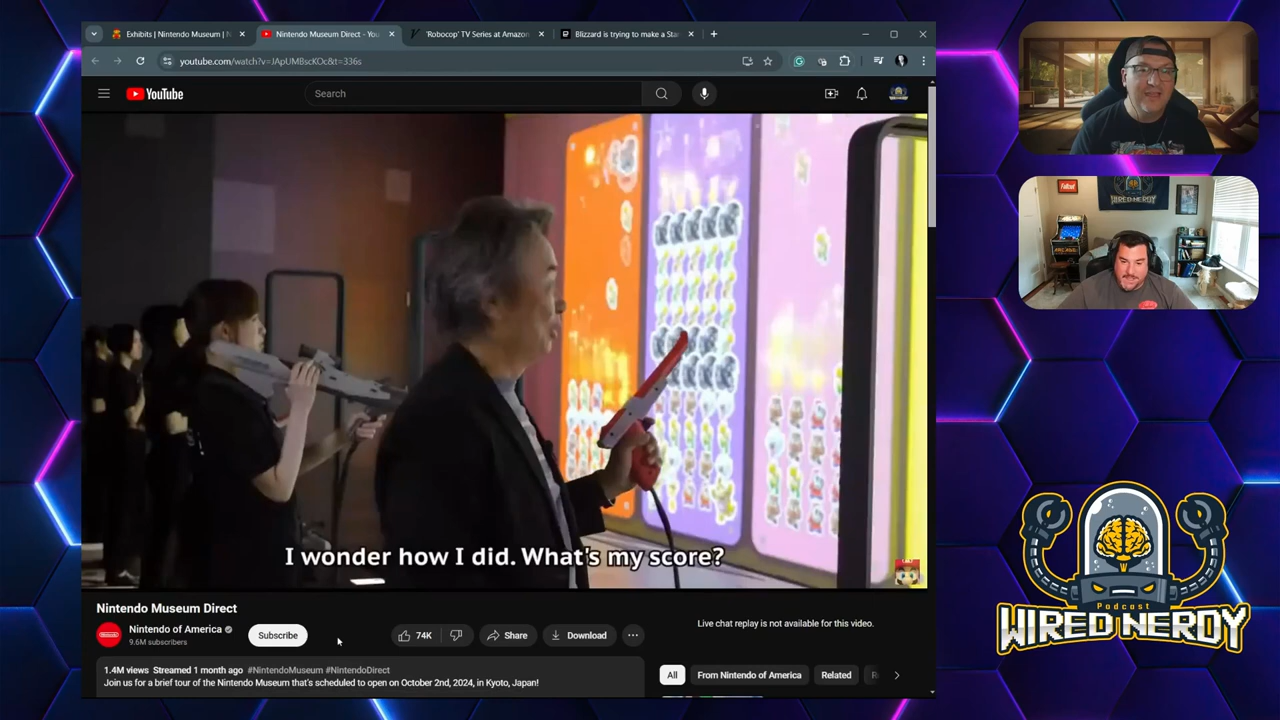 Exhibits | Nintendo Museum | N
Nintendo Museum Direct - You
'Robocop' TV Series at Amazon
Blizzard is trying to make a Star
youtube.com/watch?v=JApUMBscKOc&t=336s
YouTube
Search
I wonder how I did. What's my score?
Nintendo Museum Direct
Nintendo of America
9.6M subscribers
Subscribe
74K
Share
Download
Live chat replay is not available for this video.
1.4M views Streamed 1 month ago #NintendoMuseum #NintendoDirect
Join us for a brief tour of the Nintendo Museum that's scheduled to open on October 2nd, 2024, in Kyoto, Japan!
All
From Nintendo of America
Related
Fallout
WIRED NERDY
Podcast
WIRED NERDY